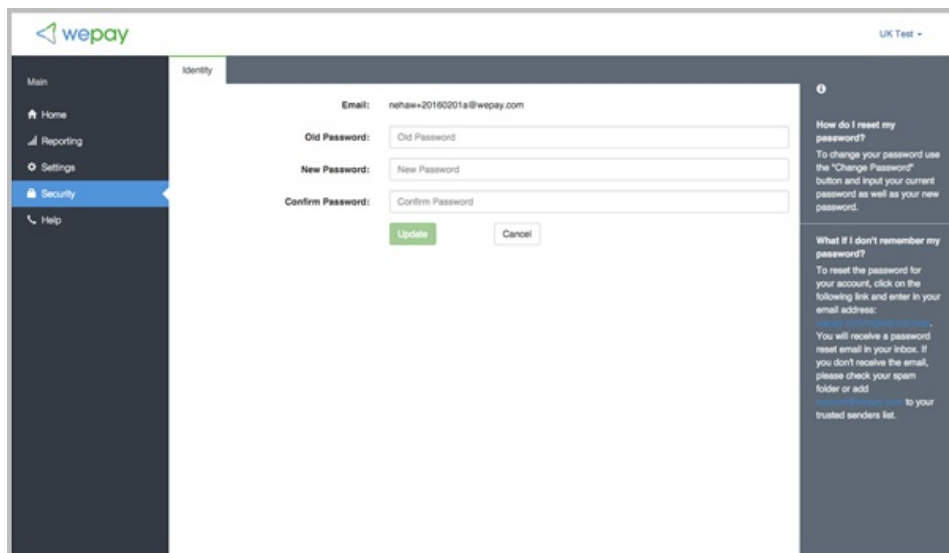 wepay
UK Test
Main
Home
Reporting
Settings
Security
Help
Identity
Email: nehaw+20160201a@wepay.com
Old Password: Old Password
New Password: New Password
Confirm Password: Confirm Password
Update Cancel
How do I reset my
password?
To change your password use
the "Change Password"
button and input your current
password as well as your new
password.
What if I don't remember my
password?
To reset the password for
your account, click on the
following link and enter in your
email address:
You will receive a password
reset email in your inbox. If
you don't receive the email,
please check your spam
folder or add
support@wepay.com to your
trusted senders list.